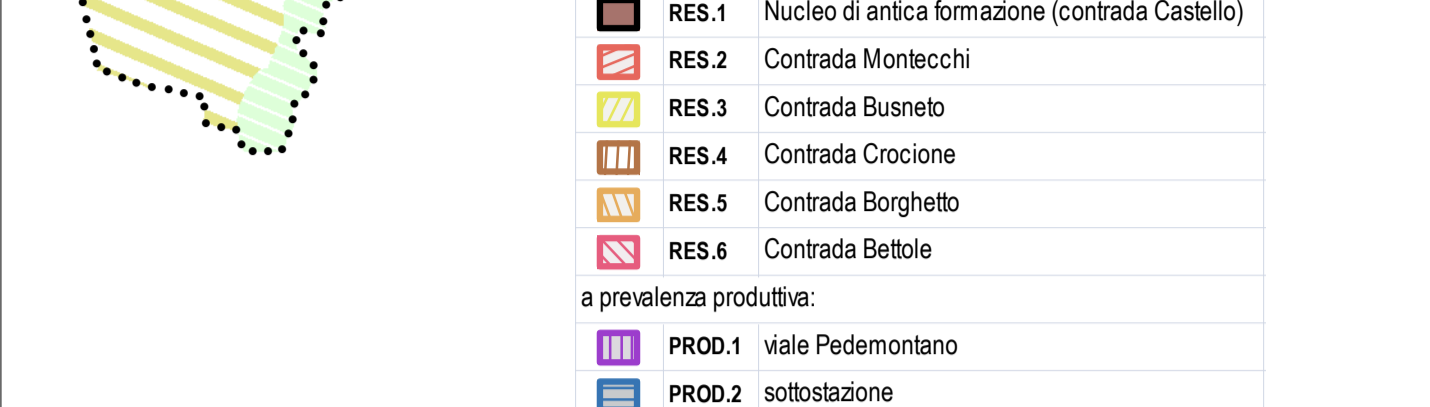 RES.1 Nucleo di antica formazione (contrada Castello)
RES.2 Contrada Montecchi
RES.3 Contrada Busneto
RES.4 Contrada Crocione
RES.5 Contrada Borghetto
RES.6 Contrada Bettole
a prevalenza produttiva:
PROD.1 viale Pedemontano
PROD.2 sottostazione